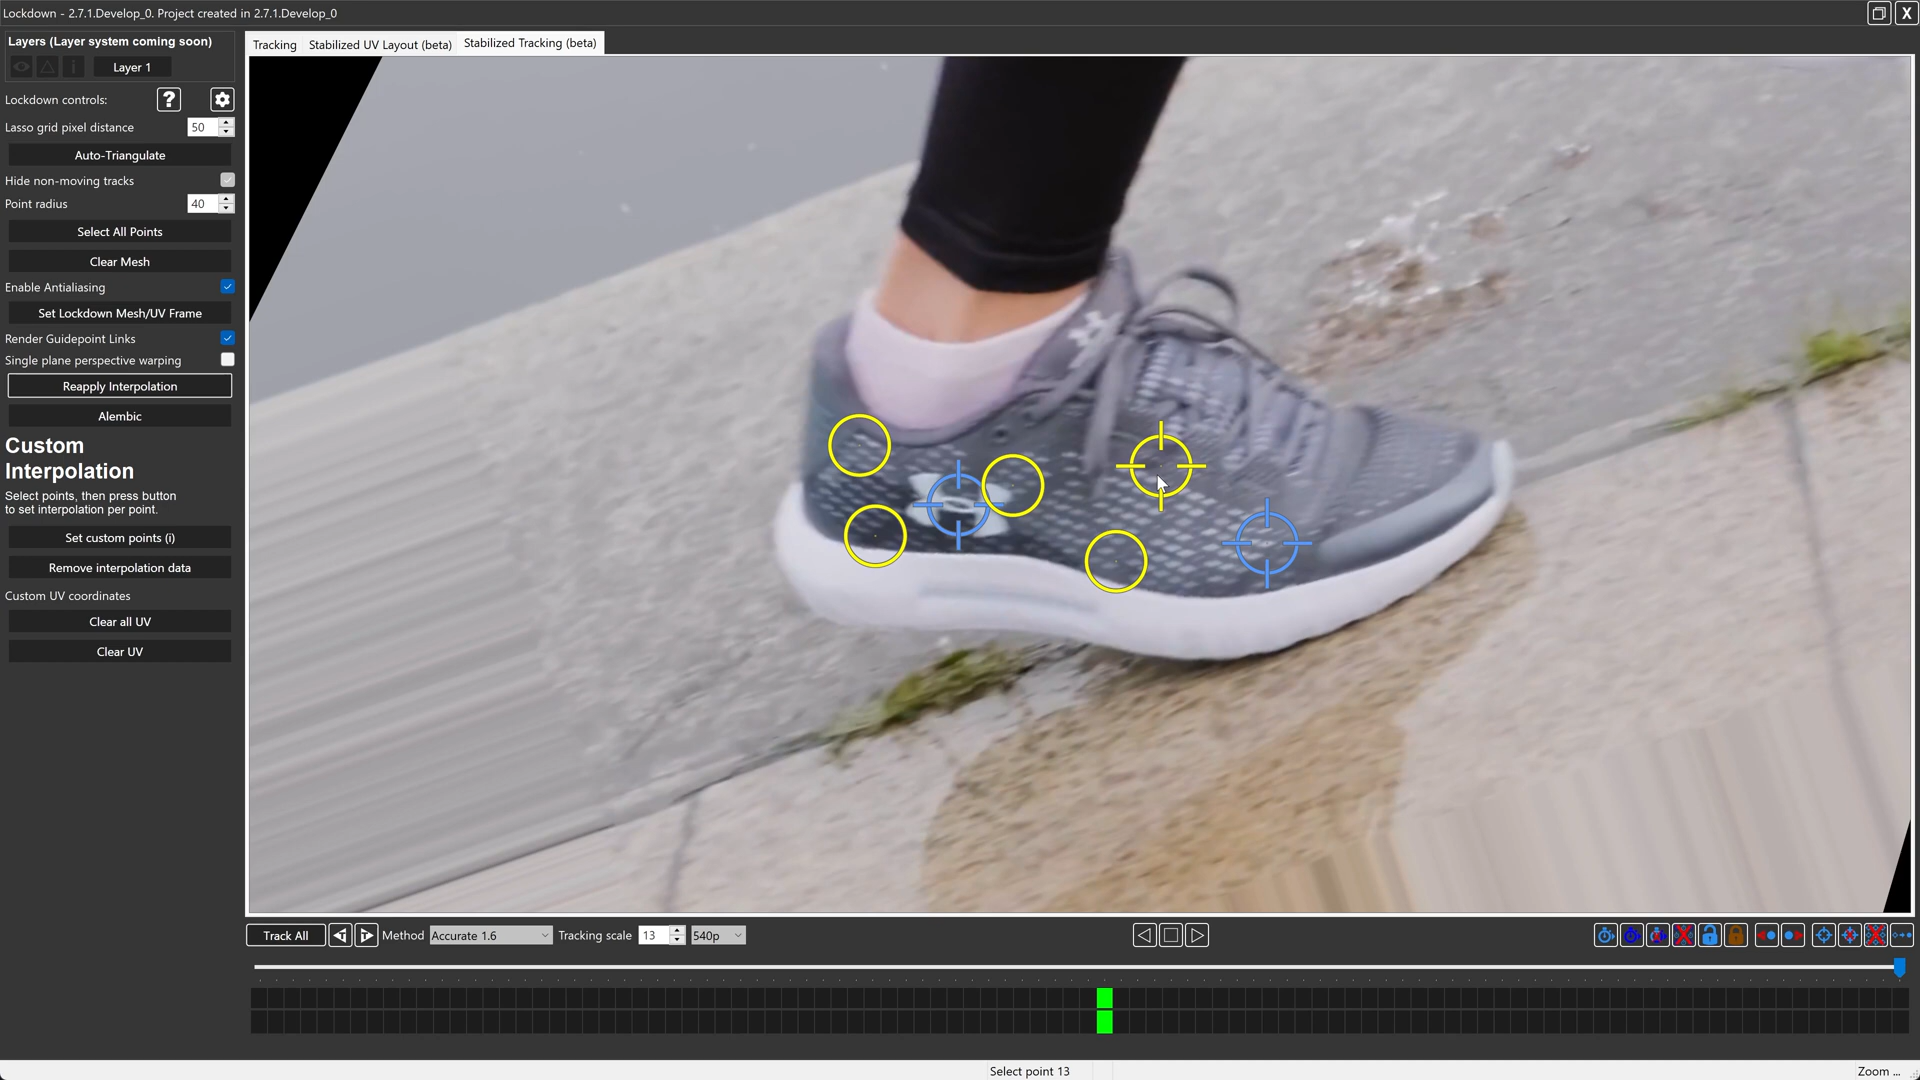 Lockdown - 2.7.1.Develop_0. Project created in 2.7.1.Develop_0
X
Layers (Layer system coming soon)
i
Layer 1
Tracking
Stabilized UV Layout (beta)
Stabilized Tracking (beta)
Lockdown controls:
?
Lasso grid pixel distance
50
Auto-Triangulate
Hide non-moving tracks
Point radius
40
Select All Points
Clear Mesh
Enable Antialiasing
Set Lockdown Mesh/UV Frame
Render Guidepoint Links
Single plane perspective warping
Reapply Interpolation
Alembic
Custom
Interpolation
Select points, then press button
to set interpolation per point.
Set custom points (i)
Remove interpolation data
Custom UV coordinates
Clear all UV
Clear UV
Track All
Method
Accurate 1.6
Tracking scale
13
540p
Select point 13
Zoom ...